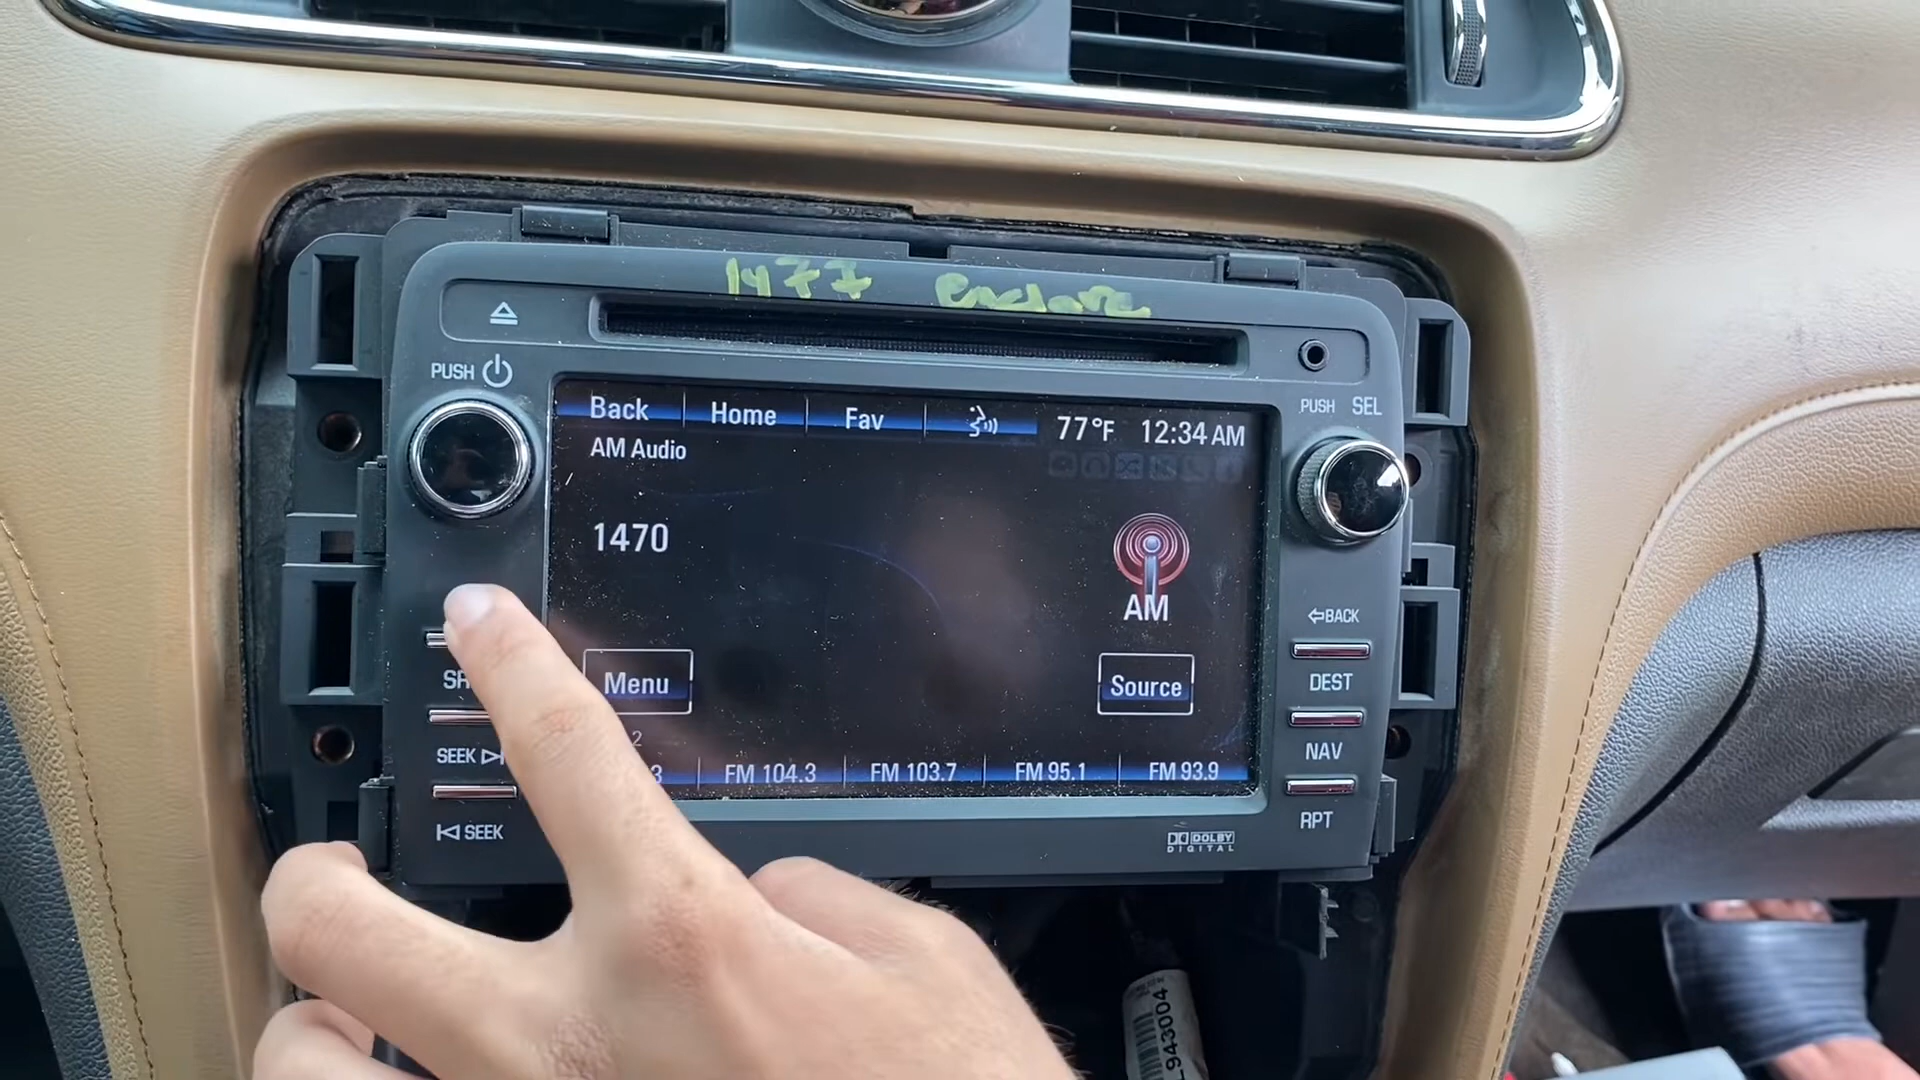 1477 Enclave
PUSH
PUSH SEL
Back Home Fav 77°F 12:34 AM
AM Audio
1470
AM
BACK
Menu Source
DEST
SEEK
NAV
2
FM 104.3 FM 103.7 FM 95.1 FM 93.9
SEEK
RPT
DOLBY
DIGITAL
943004